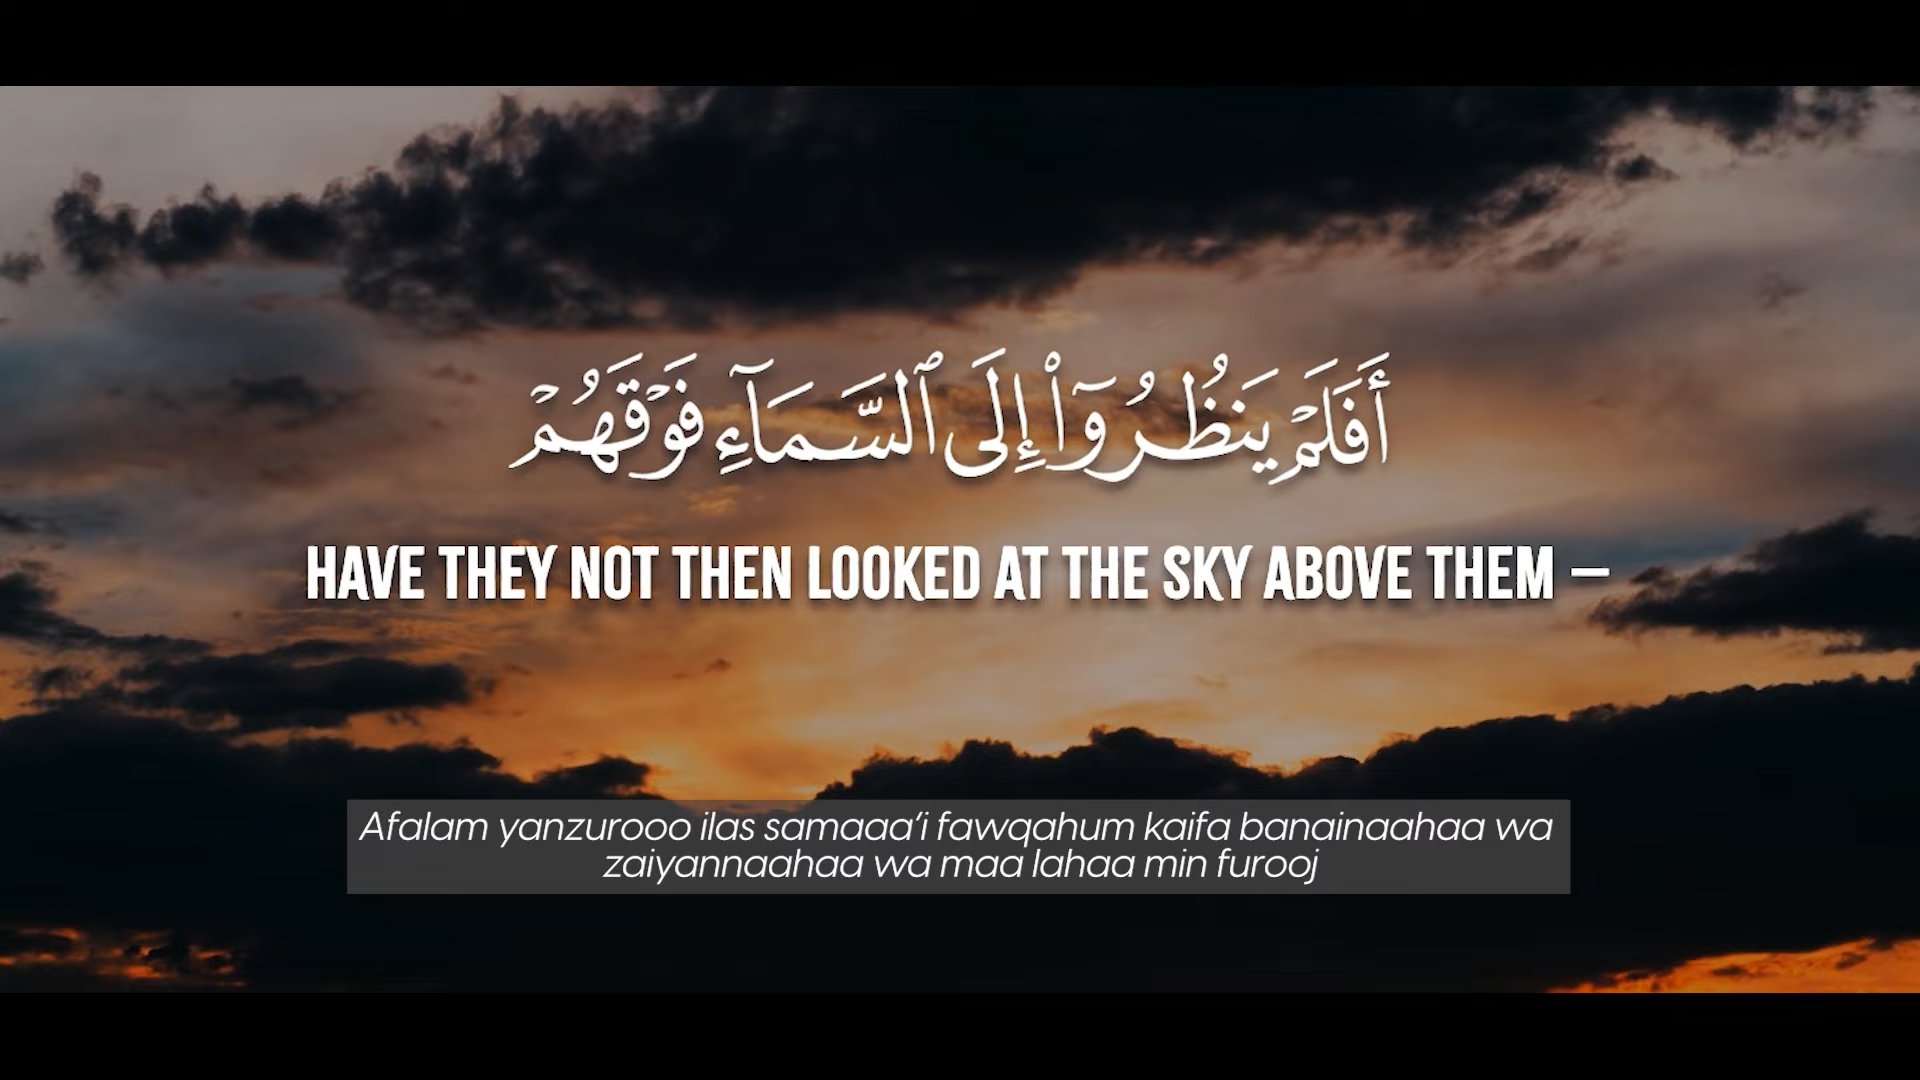 أَفَلَمْ يَنظُرُوٓا۟ إِلَى ٱلسَّمَآءِ فَوْقَهُمْ
HAVE THEY NOT THEN LOOKED AT THE SKY ABOVE THEM –
Afalam yanzurooo ilas samaaa‘i fawqahum kaifa banainaahaa wa
zaiyannaahaa wa maa lahaa min furooj